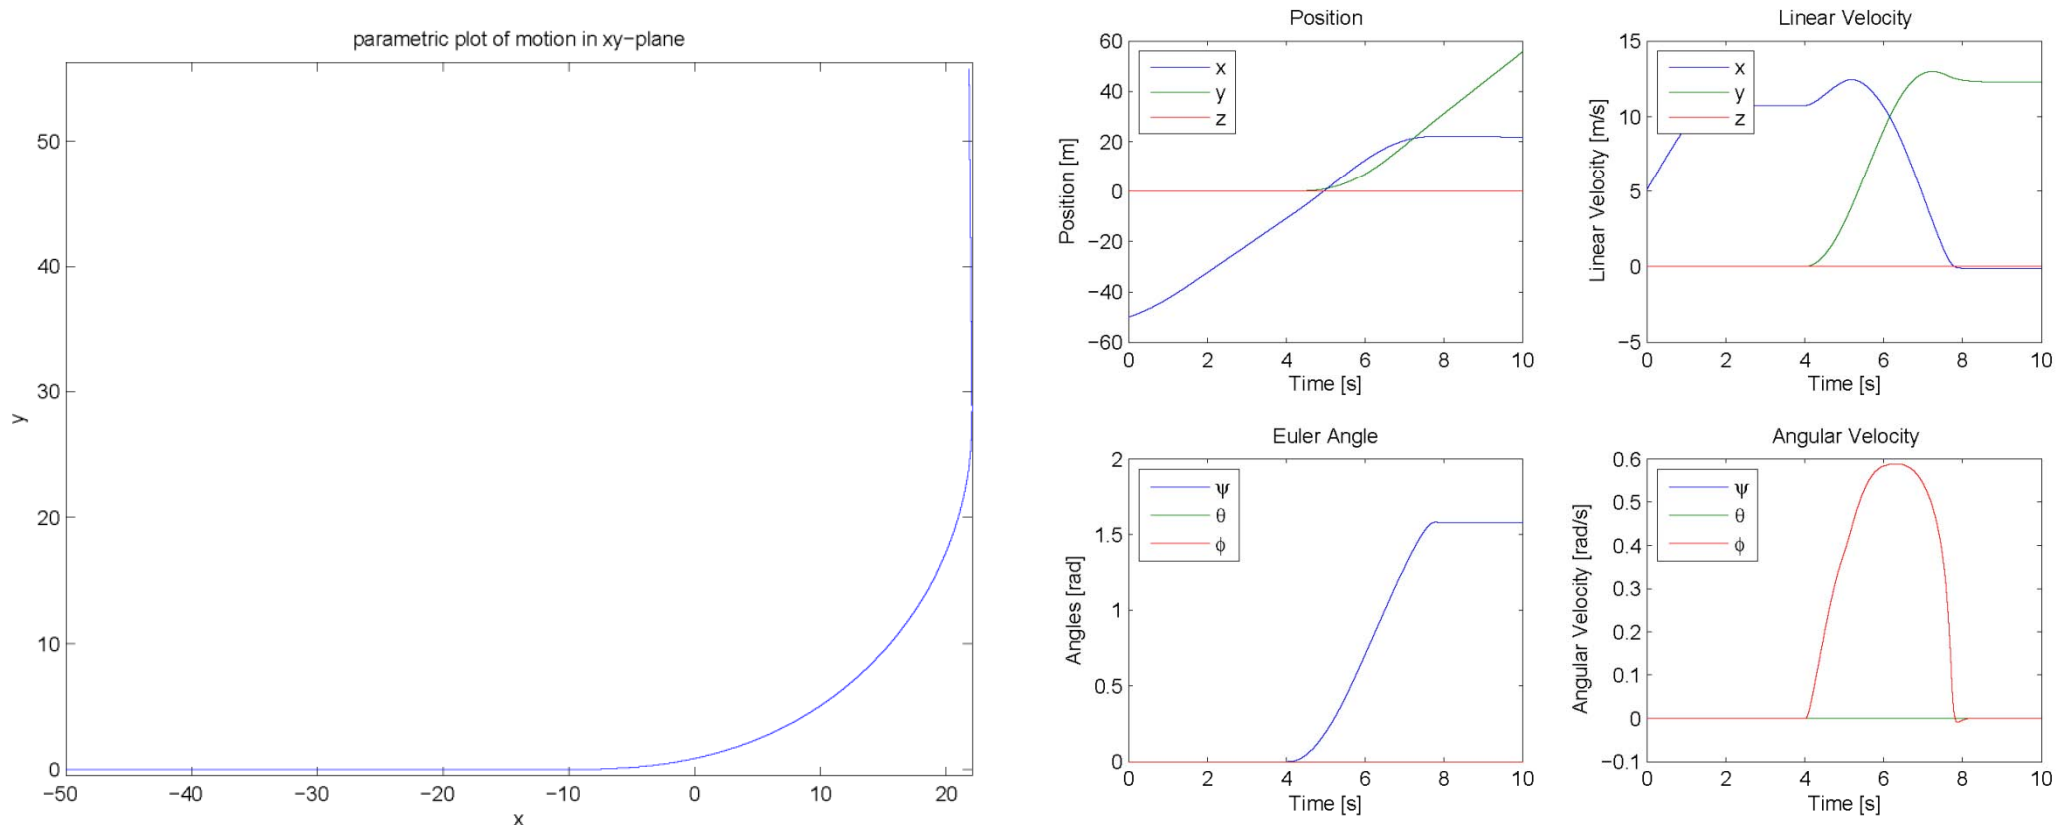 parametric plot of motion in xy-plane
y
50
40
30
20
10
0
−50
−40
−30
−20
−10
0
10
20
x
Position
Position [m]
60
40
20
0
−20
−40
−60
x
y
z
0
2
4
6
8
10
Time [s]
Linear Velocity
Linear Velocity [m/s]
15
10
5
0
−5
x
y
z
0
2
4
6
8
10
Time [s]
Euler Angle
Angles [rad]
2
1.5
1
0.5
0
ψ
θ
ϕ
0
2
4
6
8
10
Time [s]
Angular Velocity
Angular Velocity [rad/s]
0.6
0.5
0.4
0.3
0.2
0.1
0
−0.1
ψ
θ
ϕ
0
2
4
6
8
10
Time [s]